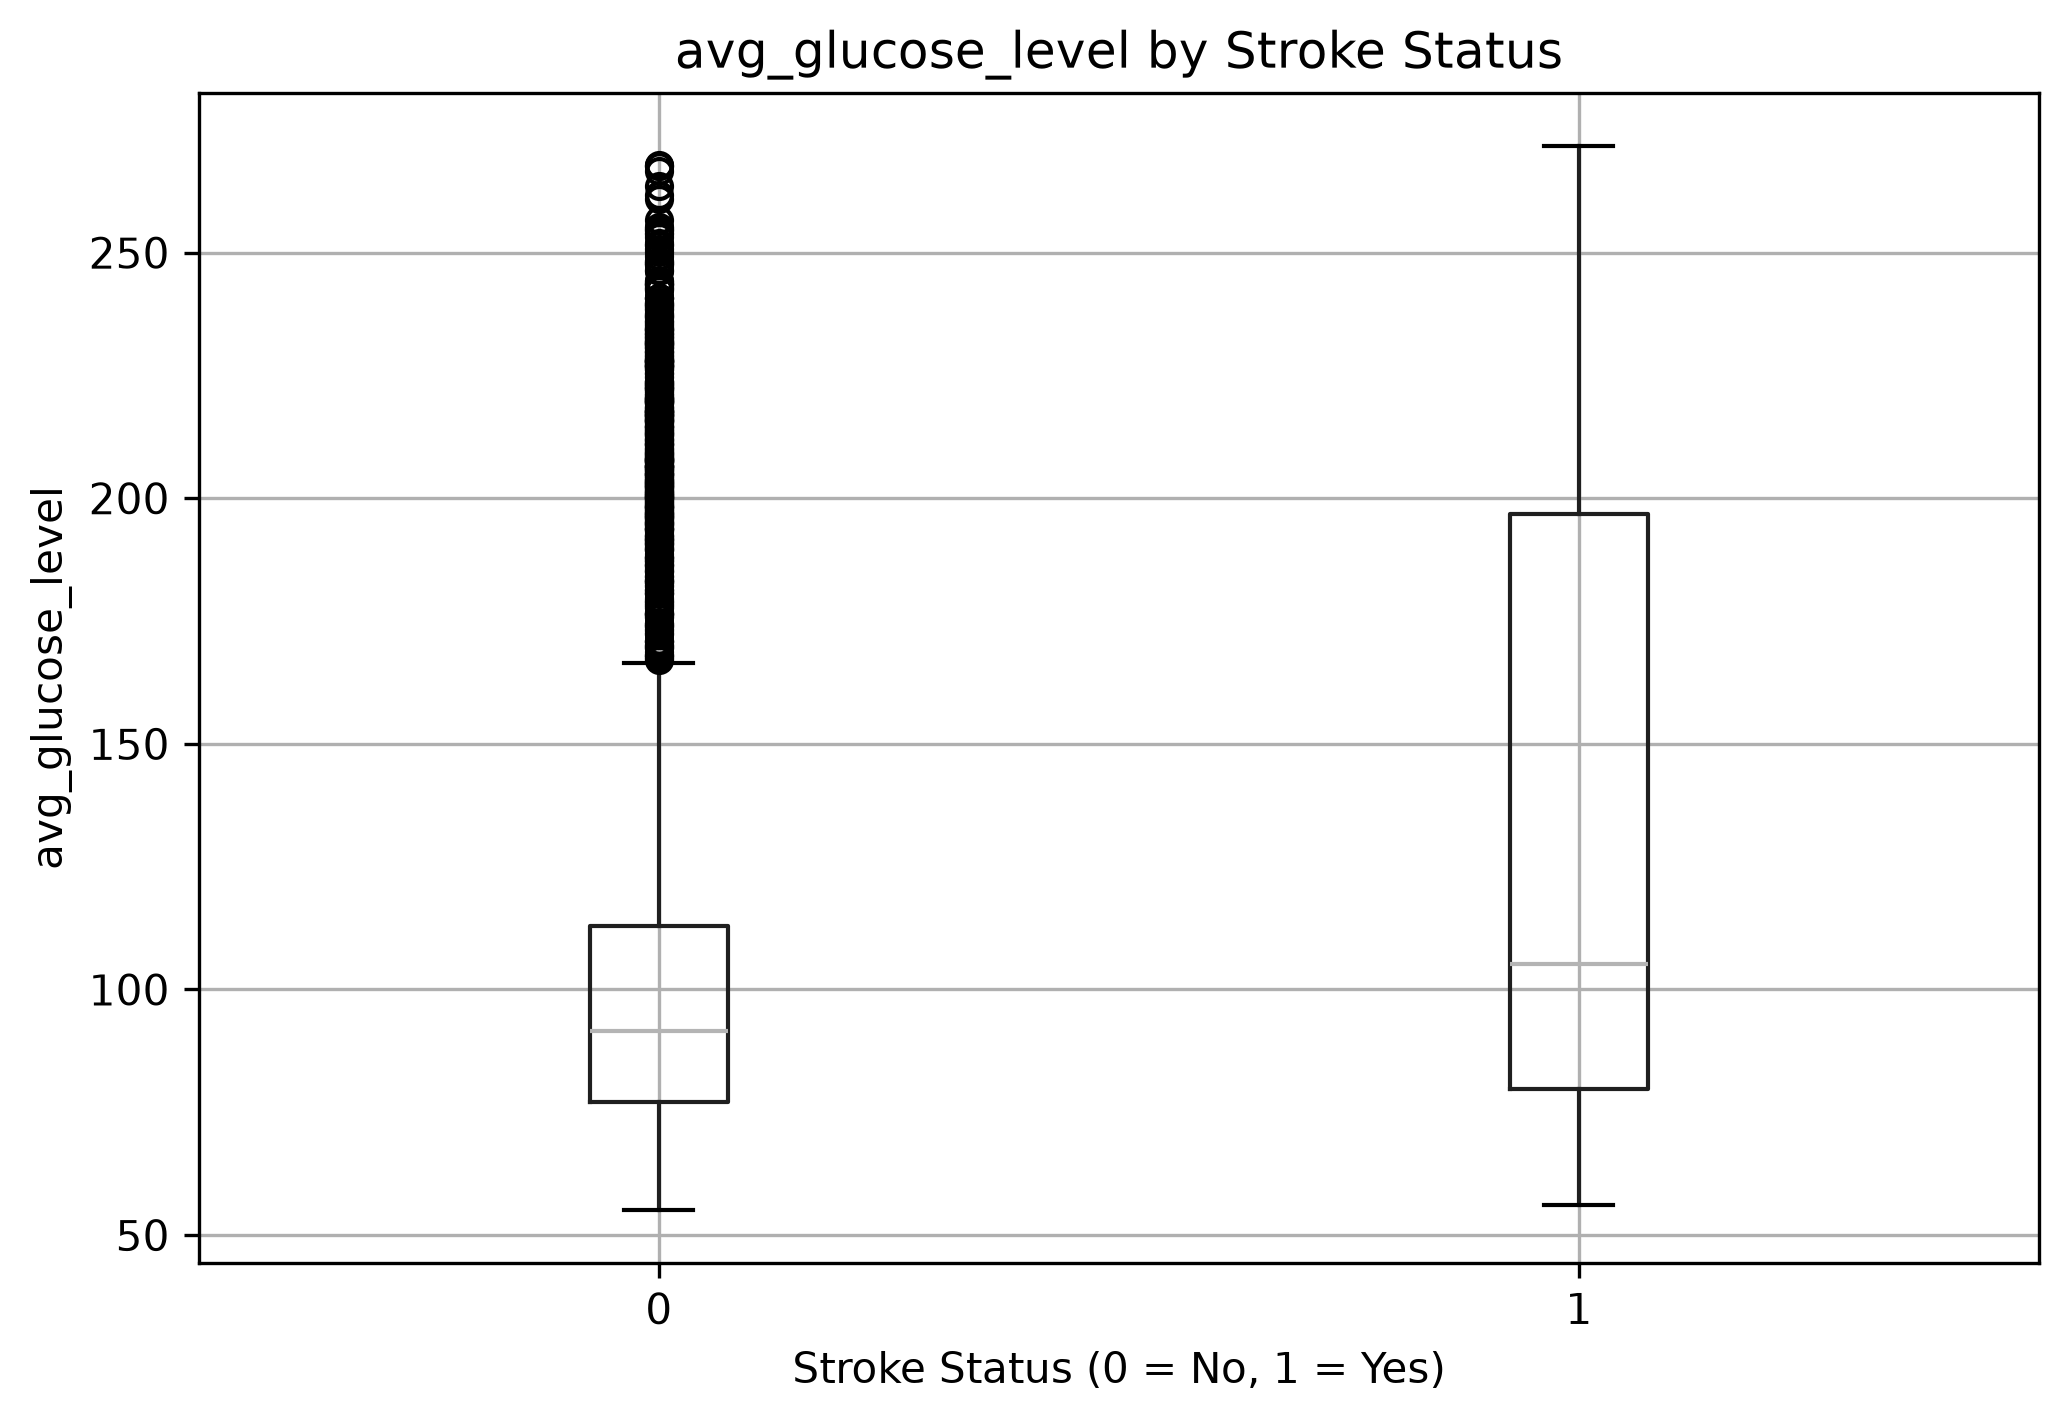 avg_glucose_level by Stroke Status
avg_glucose_level
250
200
150
100
50
0
1
Stroke Status (0 = No, 1 = Yes)